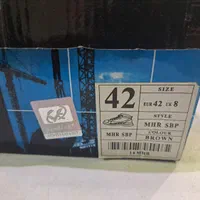 42
SIZE
EUR 42 UK 8
STYLE
MHR SBP
MHR SBP
COLOUR
BROWN